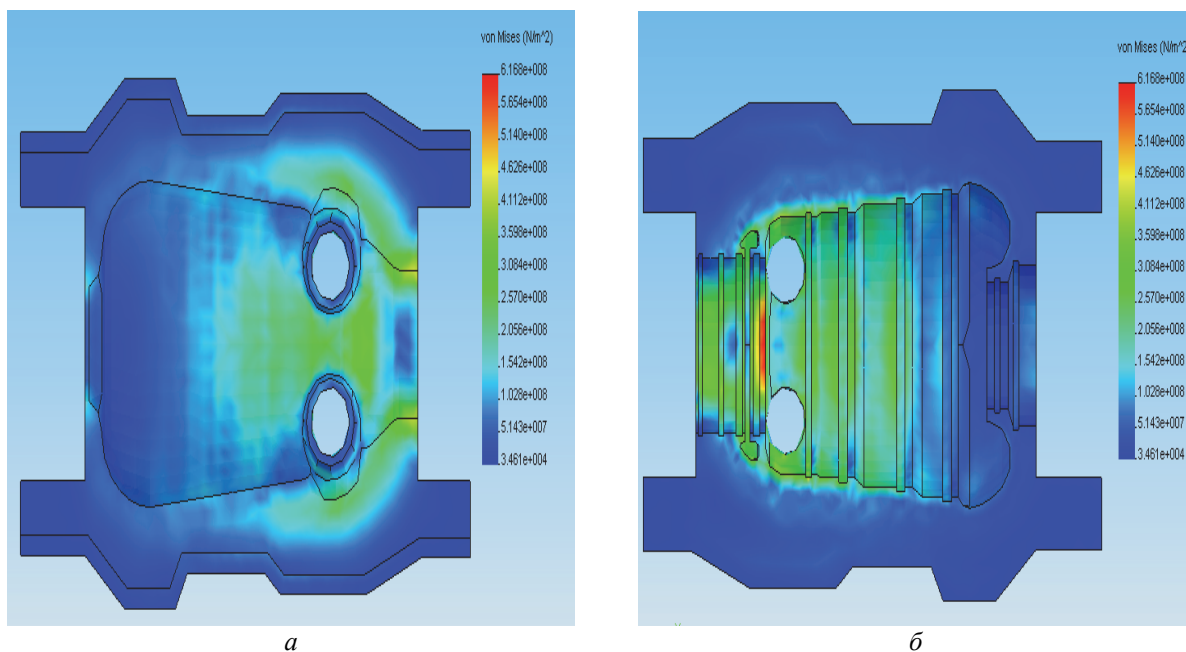 von Mises (N/m^2)
6.168e+008
5.654e+008
5.140e+008
4.626e+008
4.112e+008
3.598e+008
3.084e+008
2.570e+008
2.056e+008
1.542e+008
1.028e+008
5.143e+007
3.461e+004
а
von Mises (N/m^2
6.168e+008
5.654e+008
5.140e+008
4.626e+008
4.112e+008
3.598e+008
3.084e+008
2.570e+008
2.056e+008
1.542e+008
1.028e+008
5.143e+007
3.461e+004
б